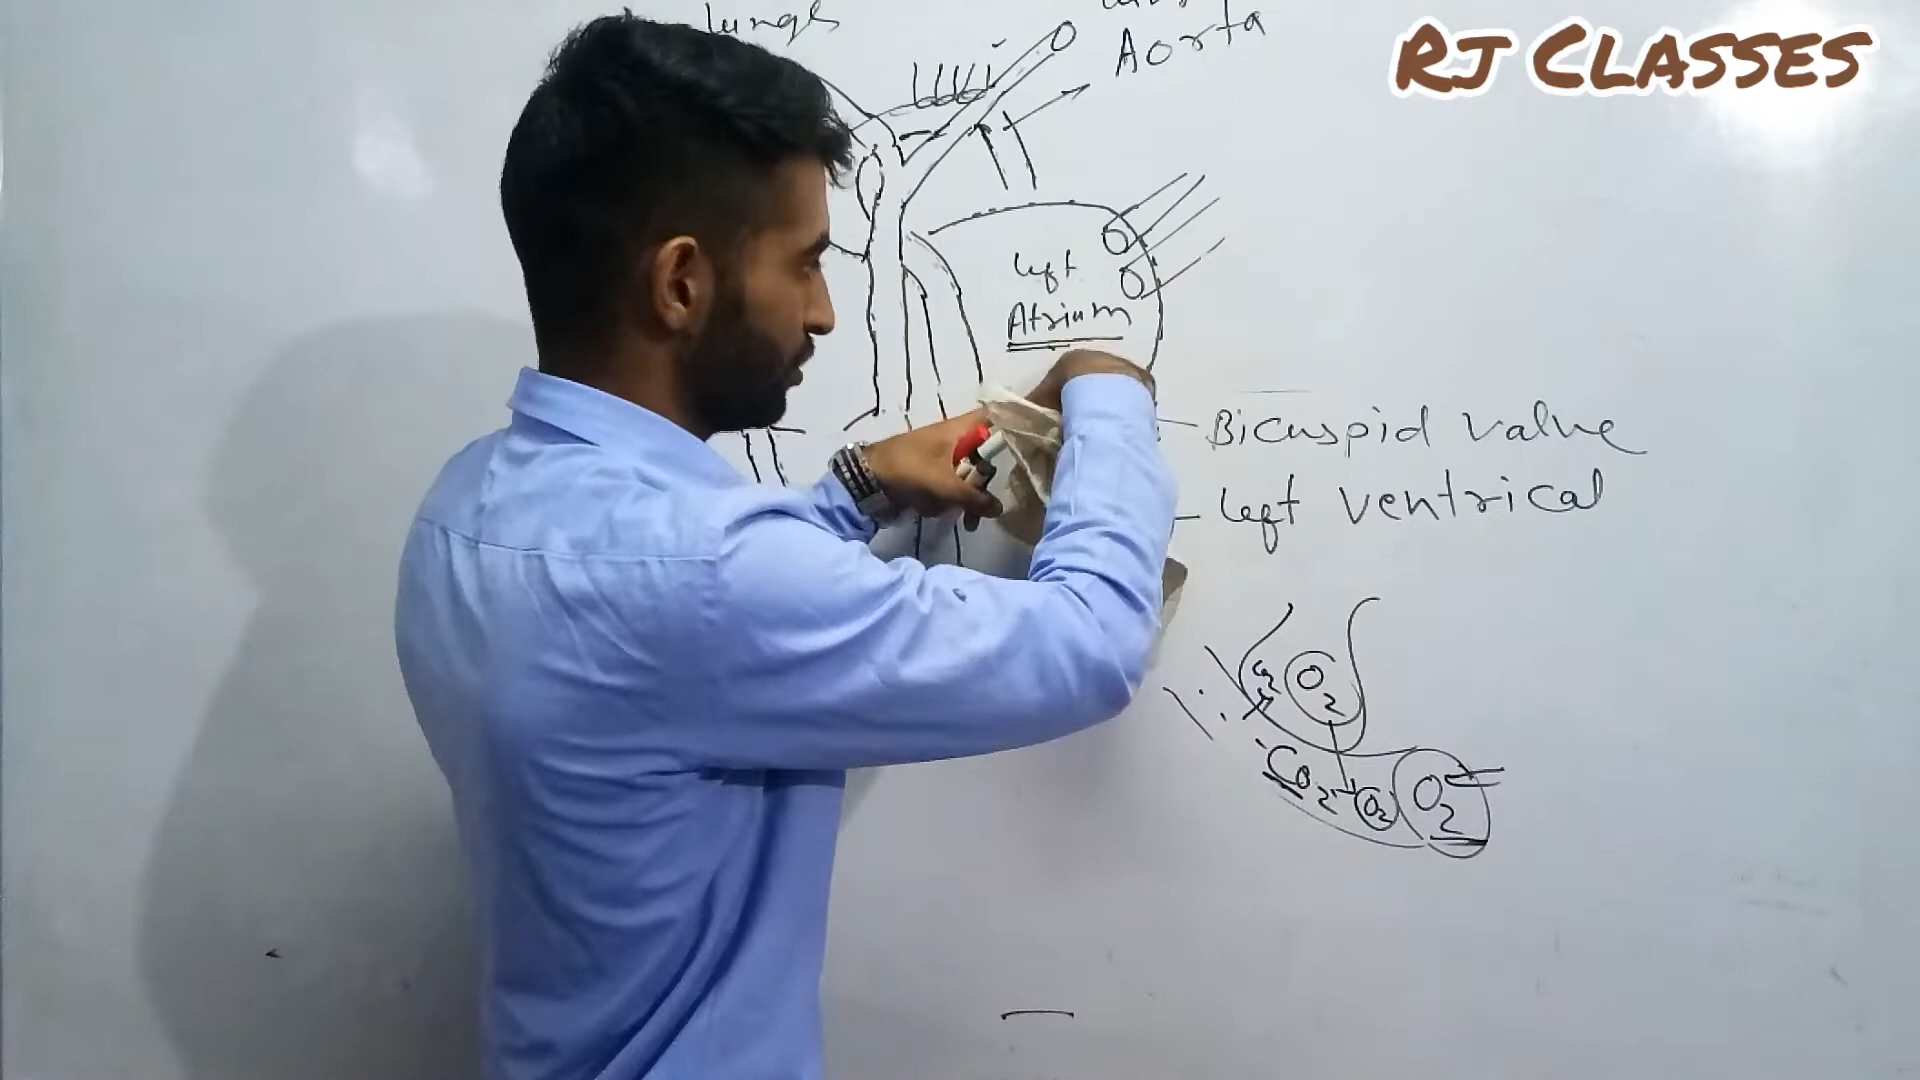 lungs
Aorta
RJ CLASSES
left
Atrium
Bicuspid Valve
left Ventrical
O2
CO2 O2 O2